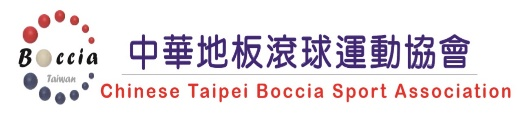 Boccia
Taiwan
中華地板滾球運動協會
Chinese Taipei Boccia Sport Association